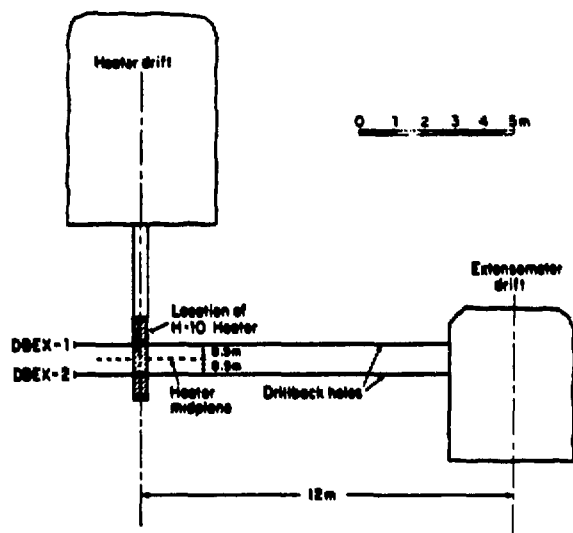 Heater drift
0 1 2 3 4 5m
Extensometer
drift
Location of
H-10 Heater
DBEX-1
0.5m
0.5m
DBEX-2
Heater
midplane
Drillback holes
12m